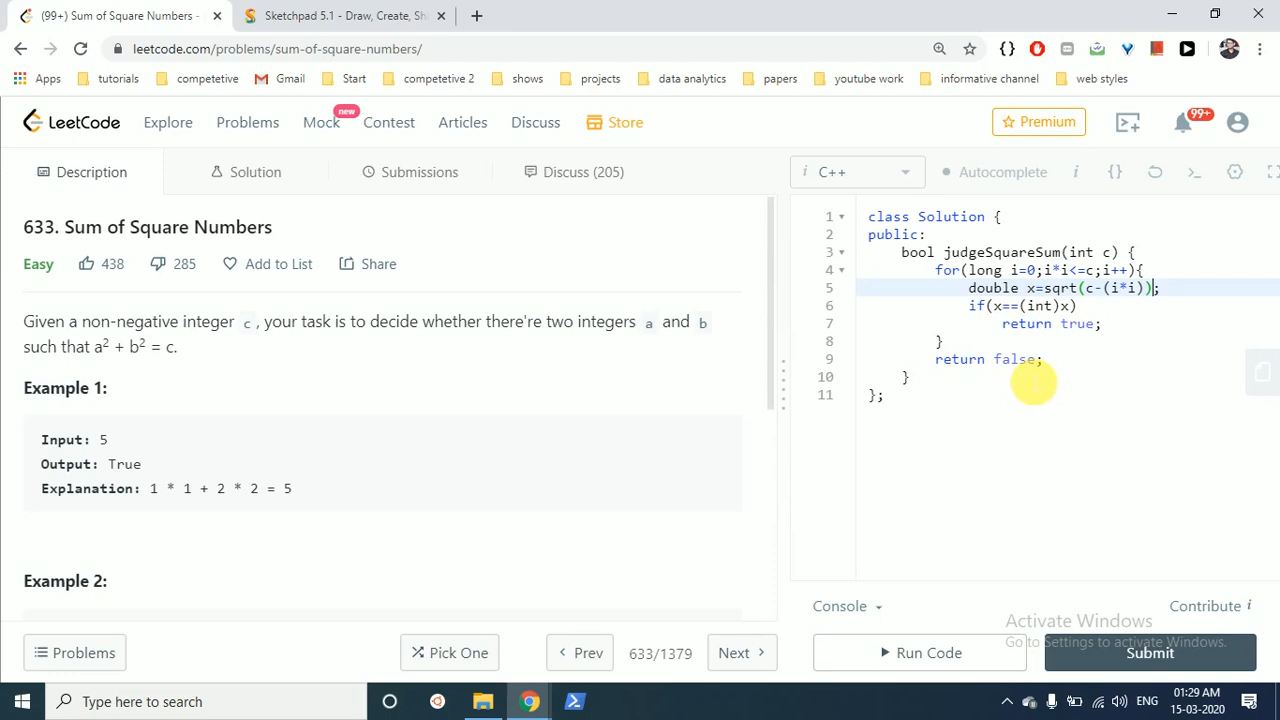 (99+) Sum of Square Numbers -
Sketchpad 5.1 - Draw, Create, Sh
leetcode.com/problems/sum-of-square-numbers/
Apps
tutorials
competetive
Gmail
Start
competetive 2
shows
projects
data analytics
papers
youtube work
informative channel
web styles
LeetCode
Explore
Problems
Mock
new
Contest
Articles
Discuss
Store
Premium
99+
Description
Solution
Submissions
Discuss (205)
i C++
Autocomplete
633. Sum of Square Numbers
Easy
438
285
Add to List
Share
Given a non-negative integer c, your task is to decide whether there're two integers a and b
such that a² + b² = c.
Example 1:
Input: 5
Output: True
Explanation: 1 * 1 + 2 * 2 = 5
Example 2:
1 class Solution {
2 public:
3 bool judgeSquareSum(int c) {
4 for(long i=0;i*i<=c;i++){
5 double x=sqrt(c-(i*i));
6 if(x==(int)x)
7 return true;
8 }
9 return false;
10 }
11 };
Console
Contribute i
Activate Windows
Go to Settings to activate Windows.
Problems
Pick One
Prev
633/1379
Next
Run Code
Submit
Type here to search
ENG
01:29 AM
15-03-2020